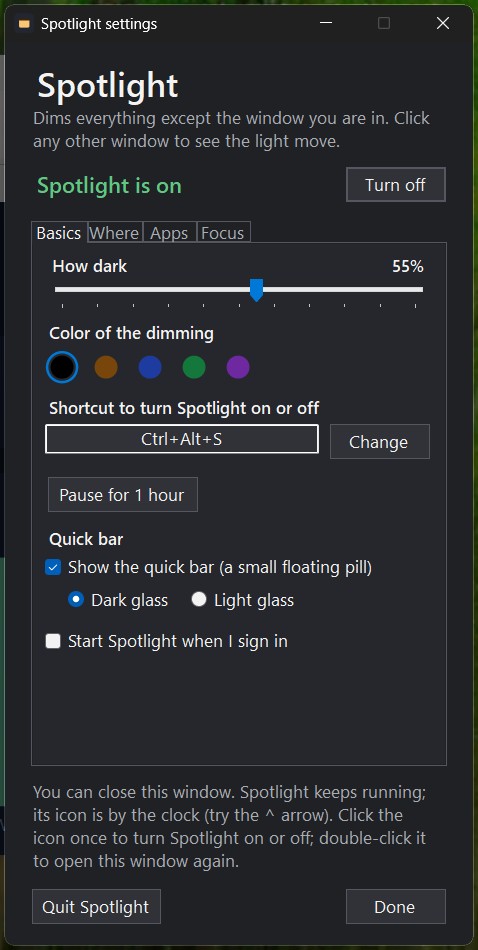 Spotlight settings
Spotlight
Dims everything except the window you are in. Click
any other window to see the light move.
Spotlight is on
Turn off
Basics
Where
Apps
Focus
How dark
55%
Color of the dimming
Shortcut to turn Spotlight on or off
Ctrl+Alt+S
Change
Pause for 1 hour
Quick bar
Show the quick bar (a small floating pill)
Dark glass
Light glass
Start Spotlight when I sign in
You can close this window. Spotlight keeps running;
its icon is by the clock (try the ^ arrow). Click the
icon once to turn Spotlight on or off; double-click it
to open this window again.
Quit Spotlight
Done